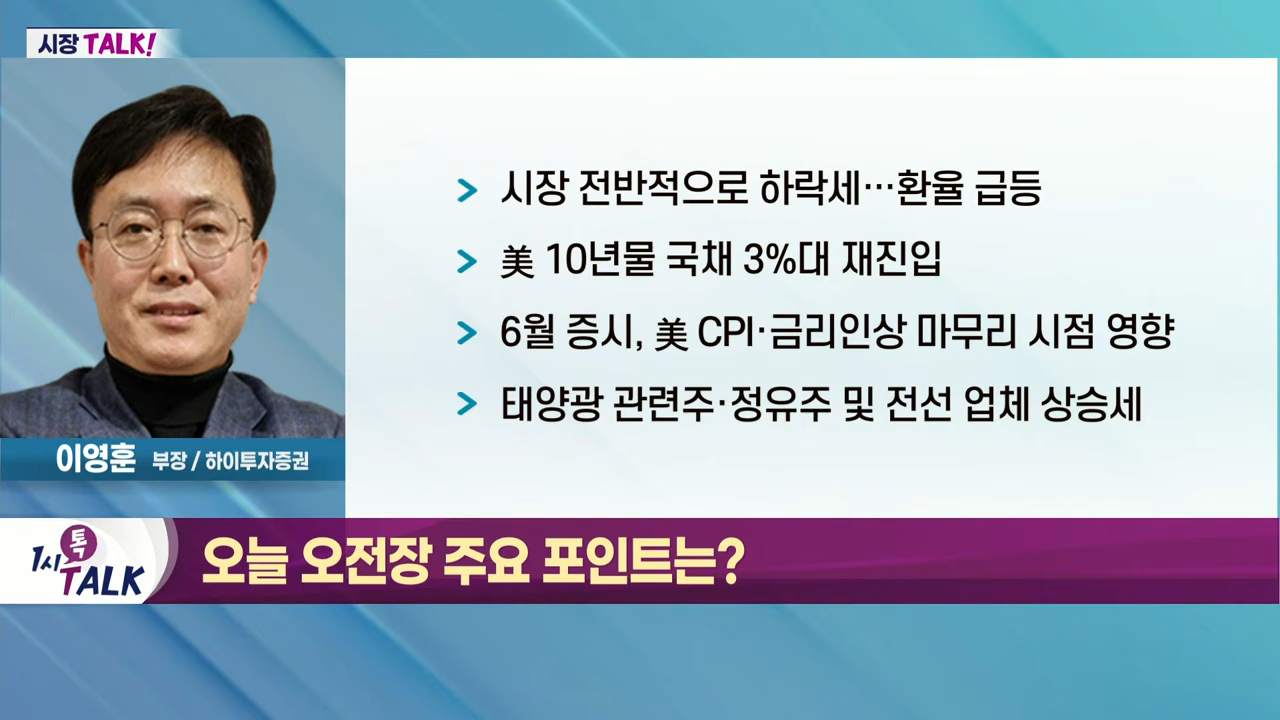 시장 TALK!
시장 전반적으로 하락세…환율 급등
美 10년물 국채 3%대 재진입
6월 증시, 美 CPI·금리인상 마무리 시점 영향
태양광 관련주·정유주 및 전선 업체 상승세
이영훈 부장 / 하이투자증권
1시 톡 TALK
오늘 오전장 주요 포인트는?